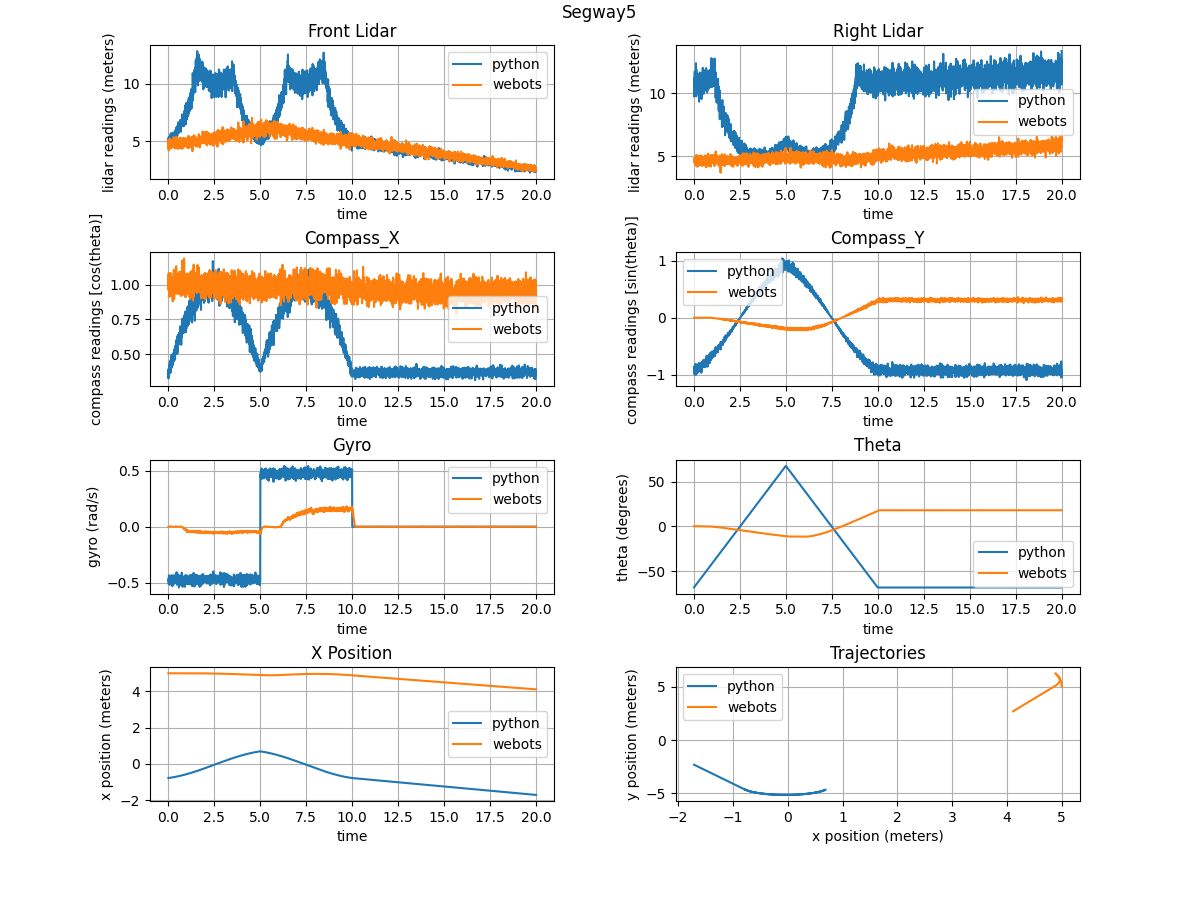 Segway5
Front Lidar
lidar readings (meters)
10
5
python
webots
0.0 2.5 5.0 7.5 10.0 12.5 15.0 17.5 20.0
time
Right Lidar
lidar readings (meters)
10
5
python
webots
0.0 2.5 5.0 7.5 10.0 12.5 15.0 17.5 20.0
time
Compass_X
compass readings [cos(theta)]
1.00
0.75
0.50
python
webots
0.0 2.5 5.0 7.5 10.0 12.5 15.0 17.5 20.0
time
Compass_Y
compass readings [sin(theta)]
1
0
−1
python
webots
0.0 2.5 5.0 7.5 10.0 12.5 15.0 17.5 20.0
time
Gyro
gyro (rad/s)
0.5
0.0
−0.5
python
webots
0.0 2.5 5.0 7.5 10.0 12.5 15.0 17.5 20.0
time
Theta
theta (degrees)
50
0
−50
python
webots
0.0 2.5 5.0 7.5 10.0 12.5 15.0 17.5 20.0
time
X Position
x position (meters)
4
2
0
−2
python
webots
0.0 2.5 5.0 7.5 10.0 12.5 15.0 17.5 20.0
time
Trajectories
y position (meters)
5
0
−5
python
webots
−2 −1 0 1 2 3 4 5
x position (meters)